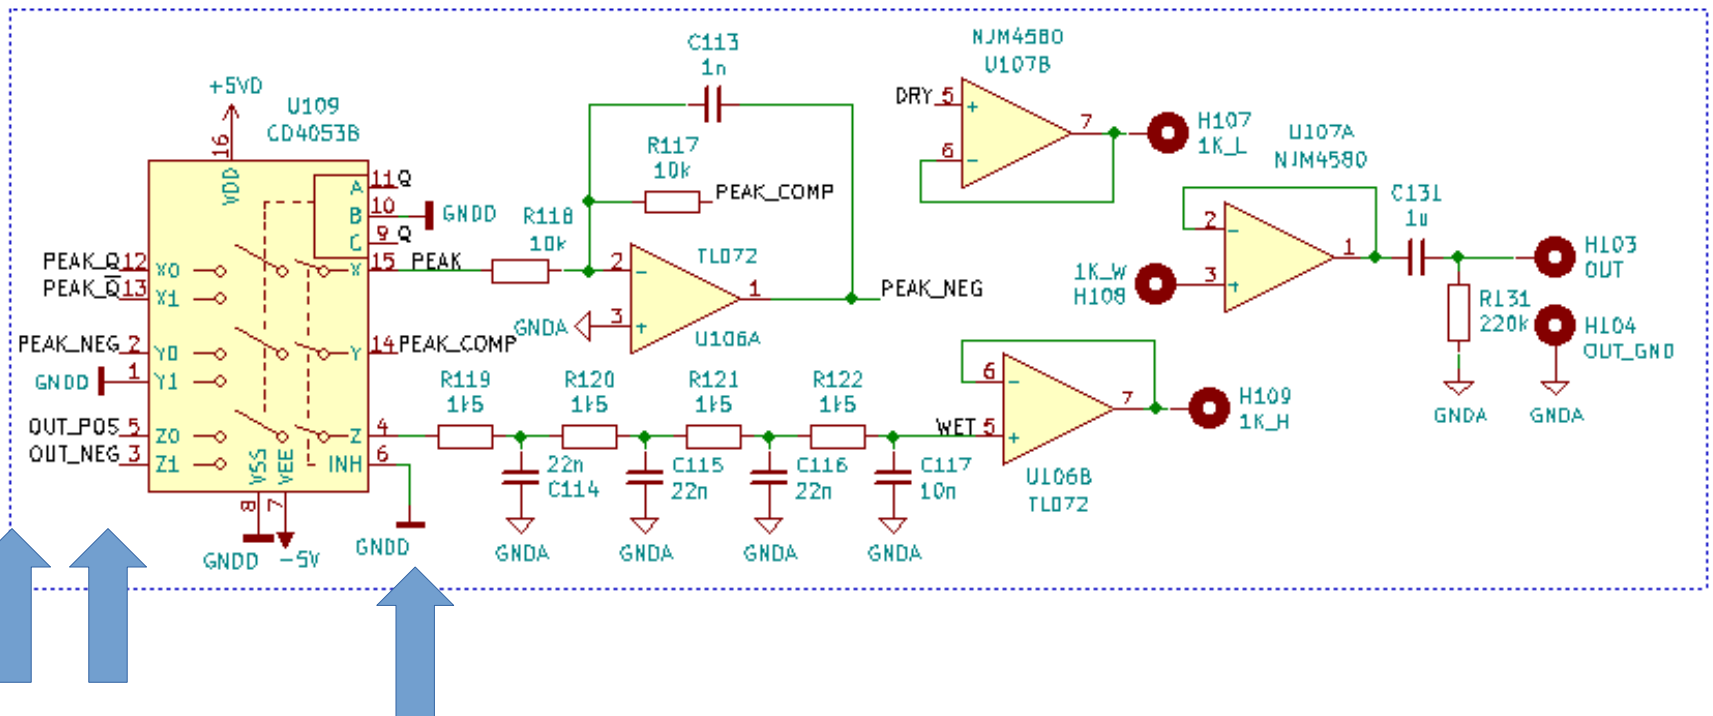 +5VD
U109
CD4053B
16
VDD
A
11
Q
B
10
GNDD
C
9
Q
PEAK_Q
12
X0
X
15
PEAK
PEAK_Q̅
13
X1
PEAK_NEG
2
Y0
Y
14
PEAK_COMP
GNDD
1
Y1
OUT_POS
5
Z0
Z
4
OUT_NEG
3
Z1
INH
6
VSS
VEE
8
7
GNDD
-5V
GNDD
C113
1n
R117
10k
PEAK_COMP
R118
10k
2
-
TL072
1
PEAK_NEG
GNDA
3
+
U106A
R119
1k5
R120
1k5
R121
1k5
R122
1k5
22n
C114
C115
22n
C116
22n
C117
10n
GNDA
GNDA
GNDA
GNDA
NJM4580
U107B
DRY
5
+
6
-
7
H107
1K_L
U107A
NJM4580
2
-
1
1K_W
H108
3
+
C131
1u
H103
OUT
R131
220k
H104
OUT_GND
GNDA
GNDA
6
-
7
H109
1K_H
WET
5
+
U106B
TL072